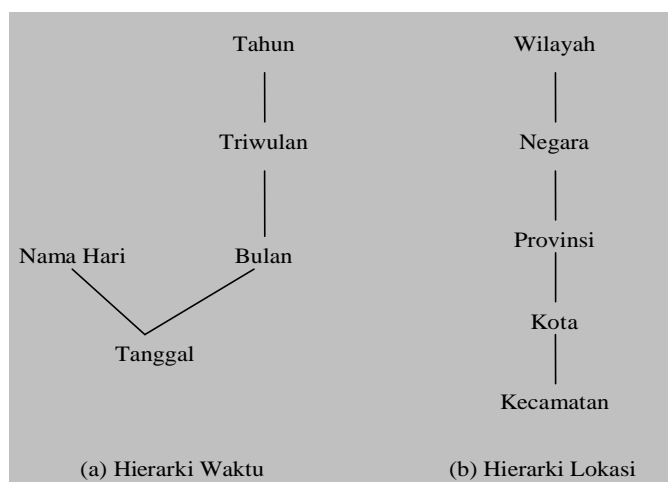 Tahun
Triwulan
Nama Hari
Bulan
Tanggal
(a) Hierarki Waktu
Wilayah
Negara
Provinsi
Kota
Kecamatan
(b) Hierarki Lokasi